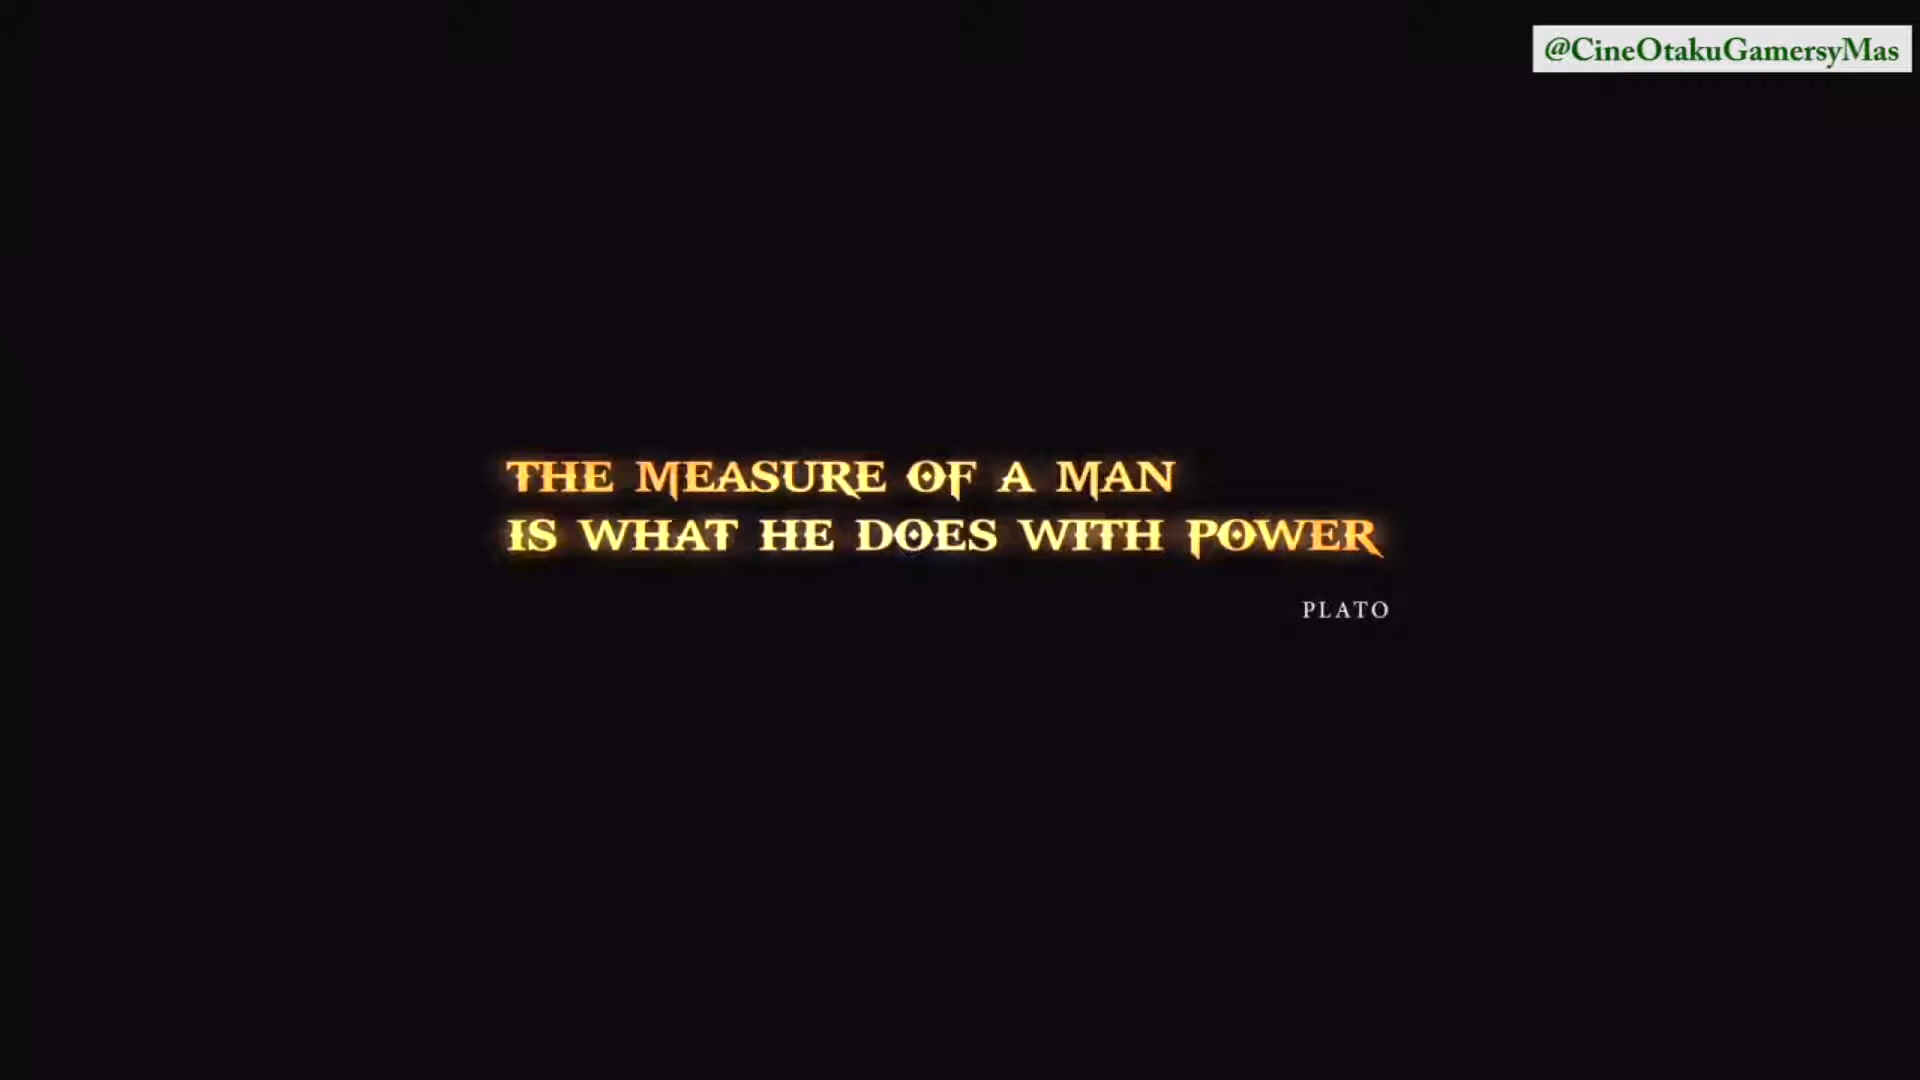 @CineOtakuGamersyMas
THE MEASURE OF A MAN
IS WHAT HE DOES WITH POWER
PLATO